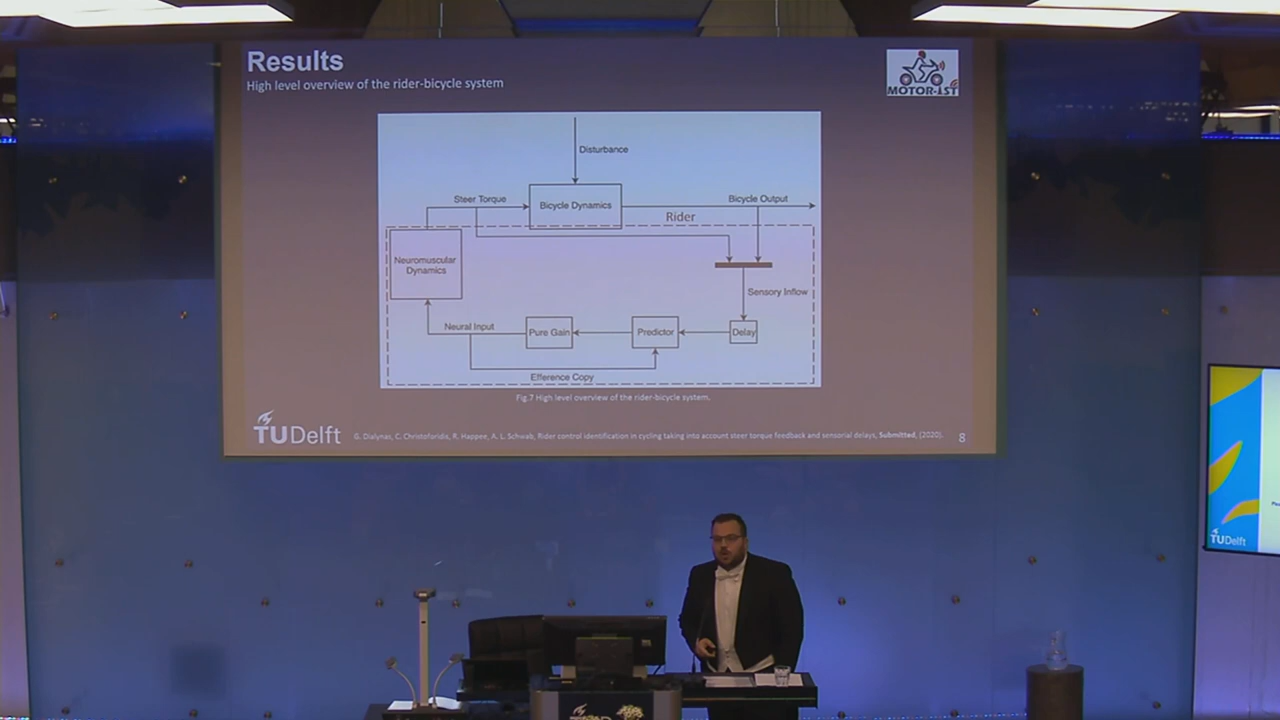 Results
High level overview of the rider-bicycle system
MOTOR-IST
Disturbance
Steer Torque
Bicycle Dynamics
Bicycle Output
Rider
Neuromuscular
Dynamics
Sensory Inflow
Neural Input
Pure Gain
Predictor
Delay
Efference Copy
Fig.7 High level overview of the rider-bicycle system.
TUDelft
G. Dialynas, C. Christoforidis, R. Happee, A. L. Schwab, Rider control identification in cycling taking into account steer torque feedback and sensorial delays, Submitted, (2020).
8
TUDelft